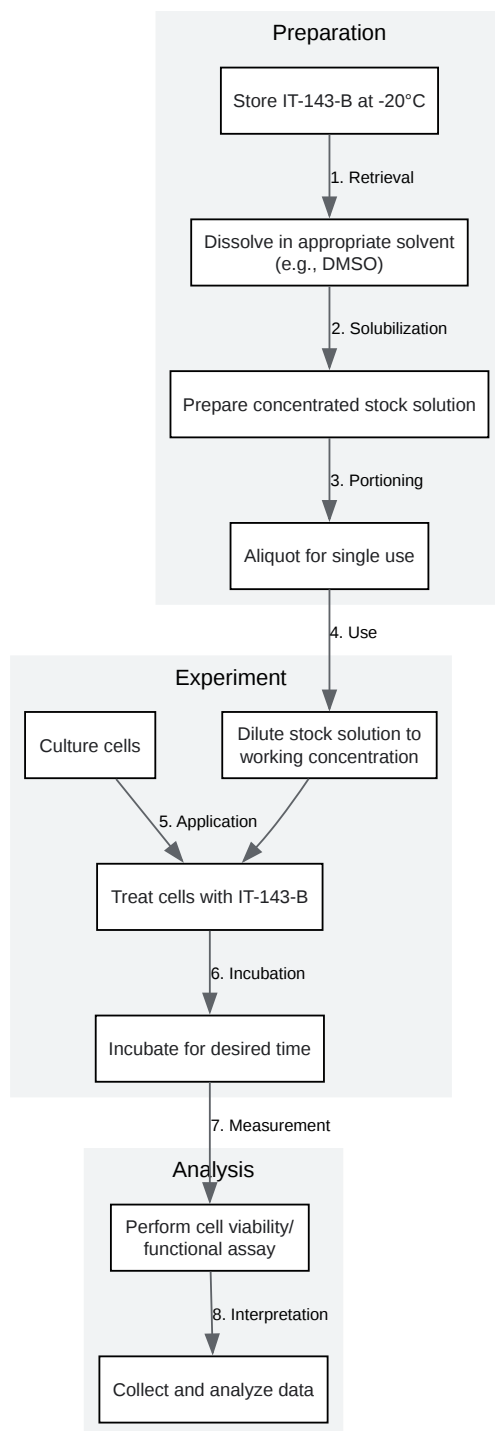 Preparation
Store IT-143-B at -20°C
1. Retrieval
Dissolve in appropriate solvent
(e.g., DMSO)
2. Solubilization
Prepare concentrated stock solution
3. Portioning
Aliquot for single use
4. Use
Experiment
Culture cells
Dilute stock solution to
working concentration
5. Application
Treat cells with IT-143-B
6. Incubation
Incubate for desired time
7. Measurement
Analysis
Perform cell viability/
functional assay
8. Interpretation
Collect and analyze data